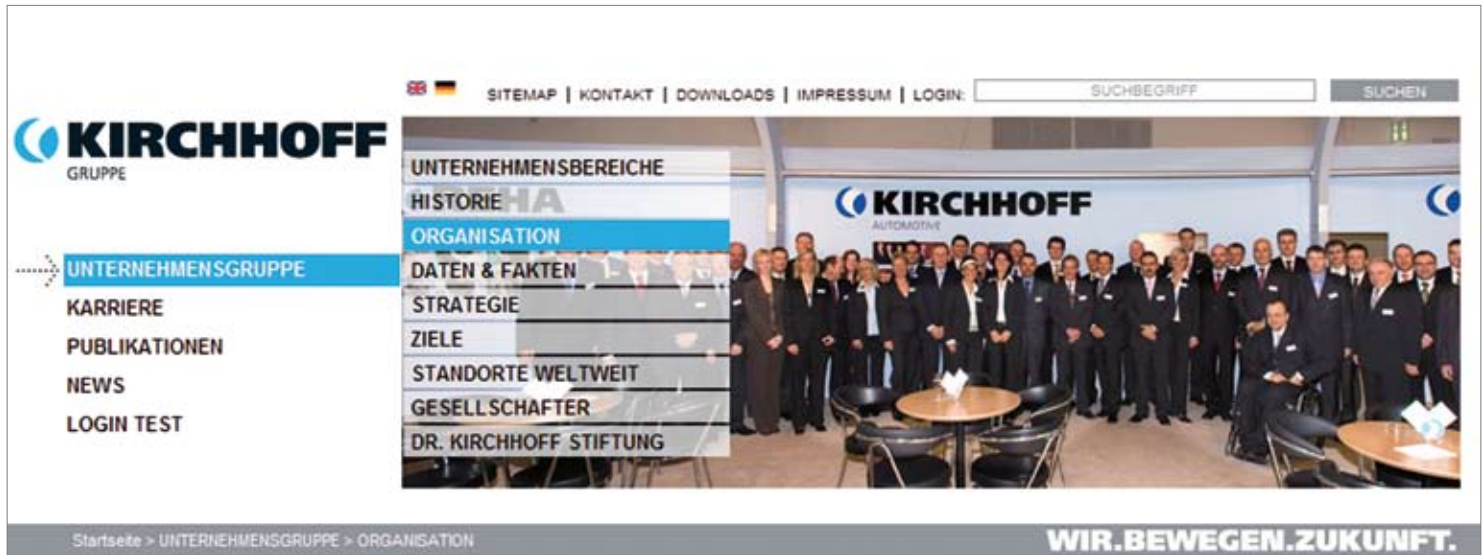 SITEMAP | KONTAKT | DOWNLOADS | IMPRESSUM | LOGIN: SUCHBEGRIFF SUCHEN
KIRCHHOFF
GRUPPE
UNTERNEHMENSGRUPPE
KARRIERE
PUBLIKATIONEN
NEWS
LOGIN TEST
UNTERNEHMENSBEREICHE
HISTORIE
ORGANISATION
DATEN & FAKTEN
STRATEGIE
ZIELE
STANDORTE WELTWEIT
GESELLSCHAFTER
DR. KIRCHHOFF STIFTUNG
KIRCHHOFF
AUTOMOTIVE
Startseite > UNTERNEHMENSGRUPPE > ORGANISATION
WIR.BEWEGEN.ZUKUNFT.